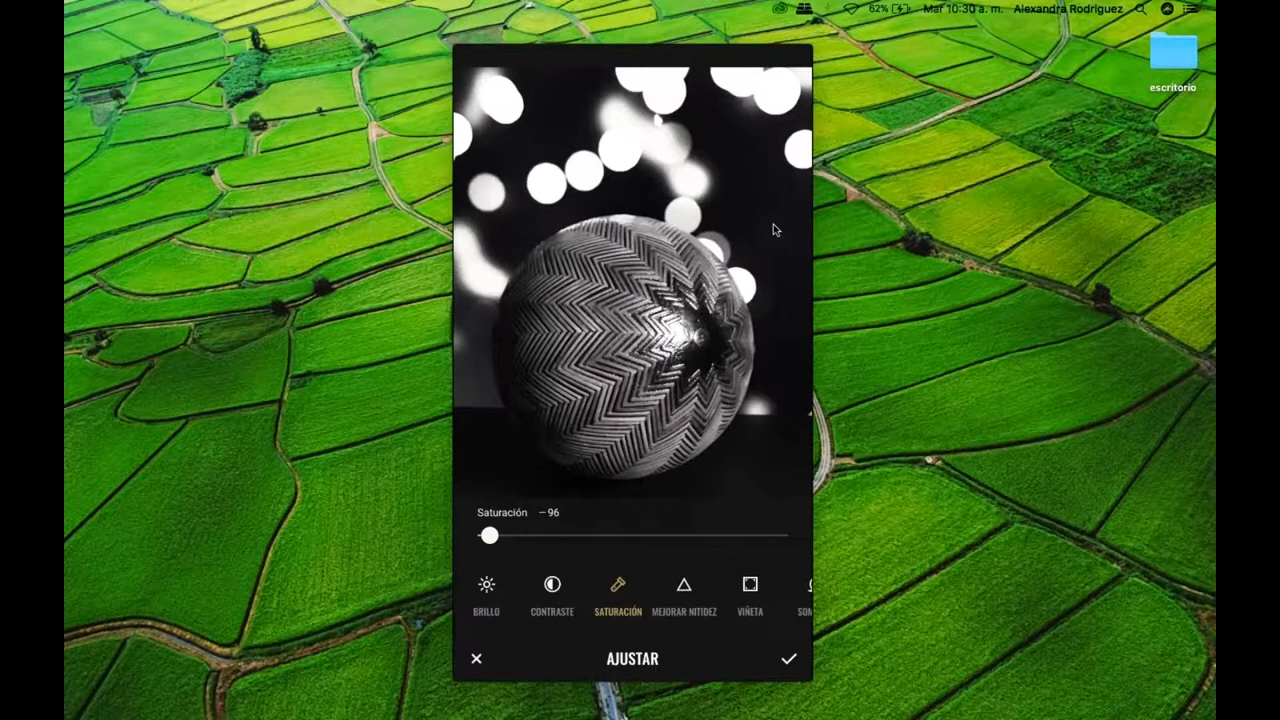 62% Mar 10:30 a. m. Alexandra Rodriguez
escritorio
Saturación −96
BRILLO CONTRASTE SATURACIÓN MEJORAR NITIDEZ VIÑETA
AJUSTAR